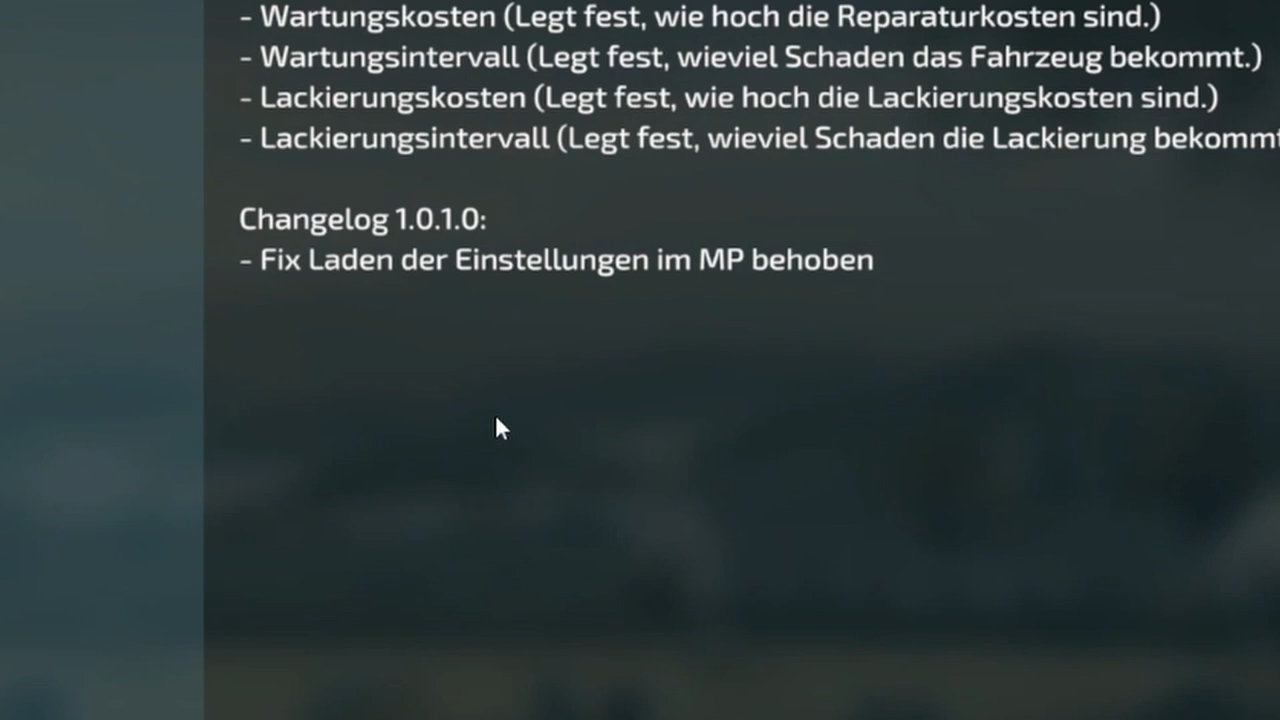 - Wartungskosten (Legt fest, wie hoch die Reparaturkosten sind.)
- Wartungsintervall (Legt fest, wieviel Schaden das Fahrzeug bekommt.)
- Lackierungskosten (Legt fest, wie hoch die Lackierungskosten sind.)
- Lackierungsintervall (Legt fest, wieviel Schaden die Lackierung bekommt
Changelog 1.0.1.0:
- Fix Laden der Einstellungen im MP behoben